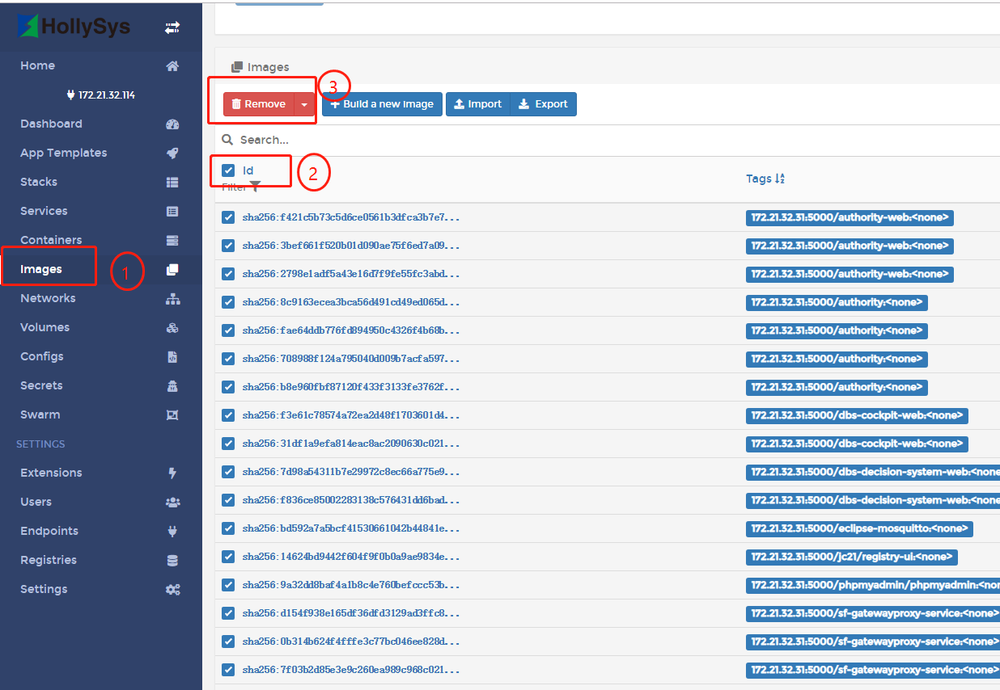 HollySys
Home
172.21.32.114
Dashboard
App Templates
Stacks
Services
Containers
Images
1
Networks
Volumes
Configs
Secrets
Swarm
SETTINGS
Extensions
Users
Endpoints
Registries
Settings
Images
3
Remove
+ Build a new image
Import
Export
Search...
Id
2
Tags
Filter
sha256:f421c5b73c5d6ce0561b3dfca3b7e7... 172.21.32.31:5000/authority-web:<none>
sha256:3bef661f520b01d090ae75f6ed7a09... 172.21.32.31:5000/authority-web:<none>
sha256:2798e1adf5a43e16d7f9fe55fc3abd... 172.21.32.31:5000/authority-web:<none>
sha256:8c9163ecea3bca56d491cd49ed065d... 172.21.32.31:5000/authority:<none>
sha256:fae64ddb776fd894950c4326f4b68b... 172.21.32.31:5000/authority:<none>
sha256:708988f124a795040d009b7acfa597... 172.21.32.31:5000/authority:<none>
sha256:b8e960fbf87120f433f3133fe3762f... 172.21.32.31:5000/authority:<none>
sha256:f3e61c78574a72ea2d48f1703601d4... 172.21.32.31:5000/dbs-cockpit-web:<none>
sha256:31df1a9efa814eac8ac2090630c021... 172.21.32.31:5000/dbs-cockpit-web:<none>
sha256:7d98a54311b7e29972c8ec66a775e9... 172.21.32.31:5000/dbs-decision-system-web:<none
sha256:f836ce85002283138c576431dd6bad... 172.21.32.31:5000/dbs-decision-system-web:<none
sha256:bd592a7a5bcf41530661042b44841e... 172.21.32.31:5000/eclipse-mosquitto:<none>
sha256:14624bd9442f604f9f0b0a9ae9834e... 172.21.32.31:5000/jc21/registry-ui:<none>
sha256:9a32dd8baf4a1b8c4e760befccc53b... 172.21.32.31:5000/phpmyadmin/phpmyadmin:<non
sha256:d154f938e165df36dfd3129ad3ffc8... 172.21.32.31:5000/sf-gatewayproxy-service:<none>
sha256:0b314b624f4fffe3c77bc046ee828d... 172.21.32.31:5000/sf-gatewayproxy-service:<none>
sha256:7f03b2d85e3e9c260ea989c968c021... 172.21.32.31:5000/sf-gatewayproxy-service:<none>